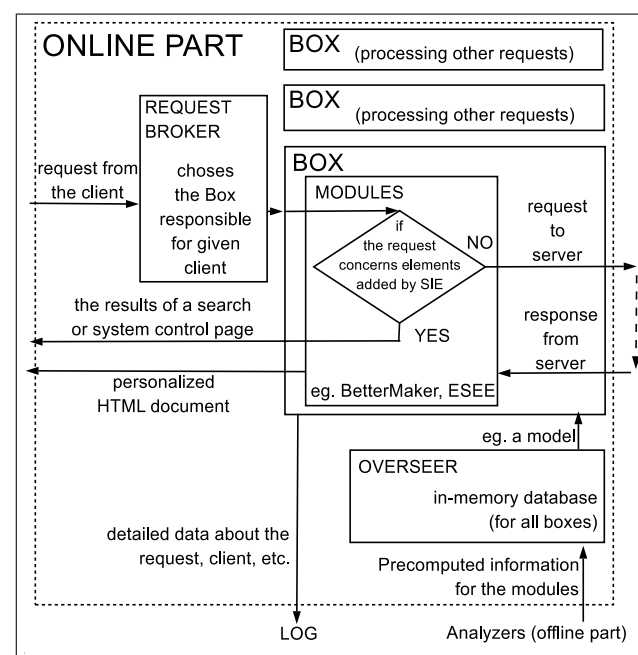 ONLINE PART
BOX (processing other requests)
BOX (processing other requests)
REQUEST
BROKER
choses
the Box
responsible
for given
client
request from
the client
BOX
MODULES
if
the request
concerns elements
added by SIE
NO
YES
request
to
server
response
from
server
the results of a search
or system control page
personalized
HTML document
eg. BetterMaker, ESEE
eg. a model
OVERSEER
in-memory database
(for all boxes)
detailed data about the
request, client, etc.
Precomputed information
for the modules
LOG
Analyzers (offline part)